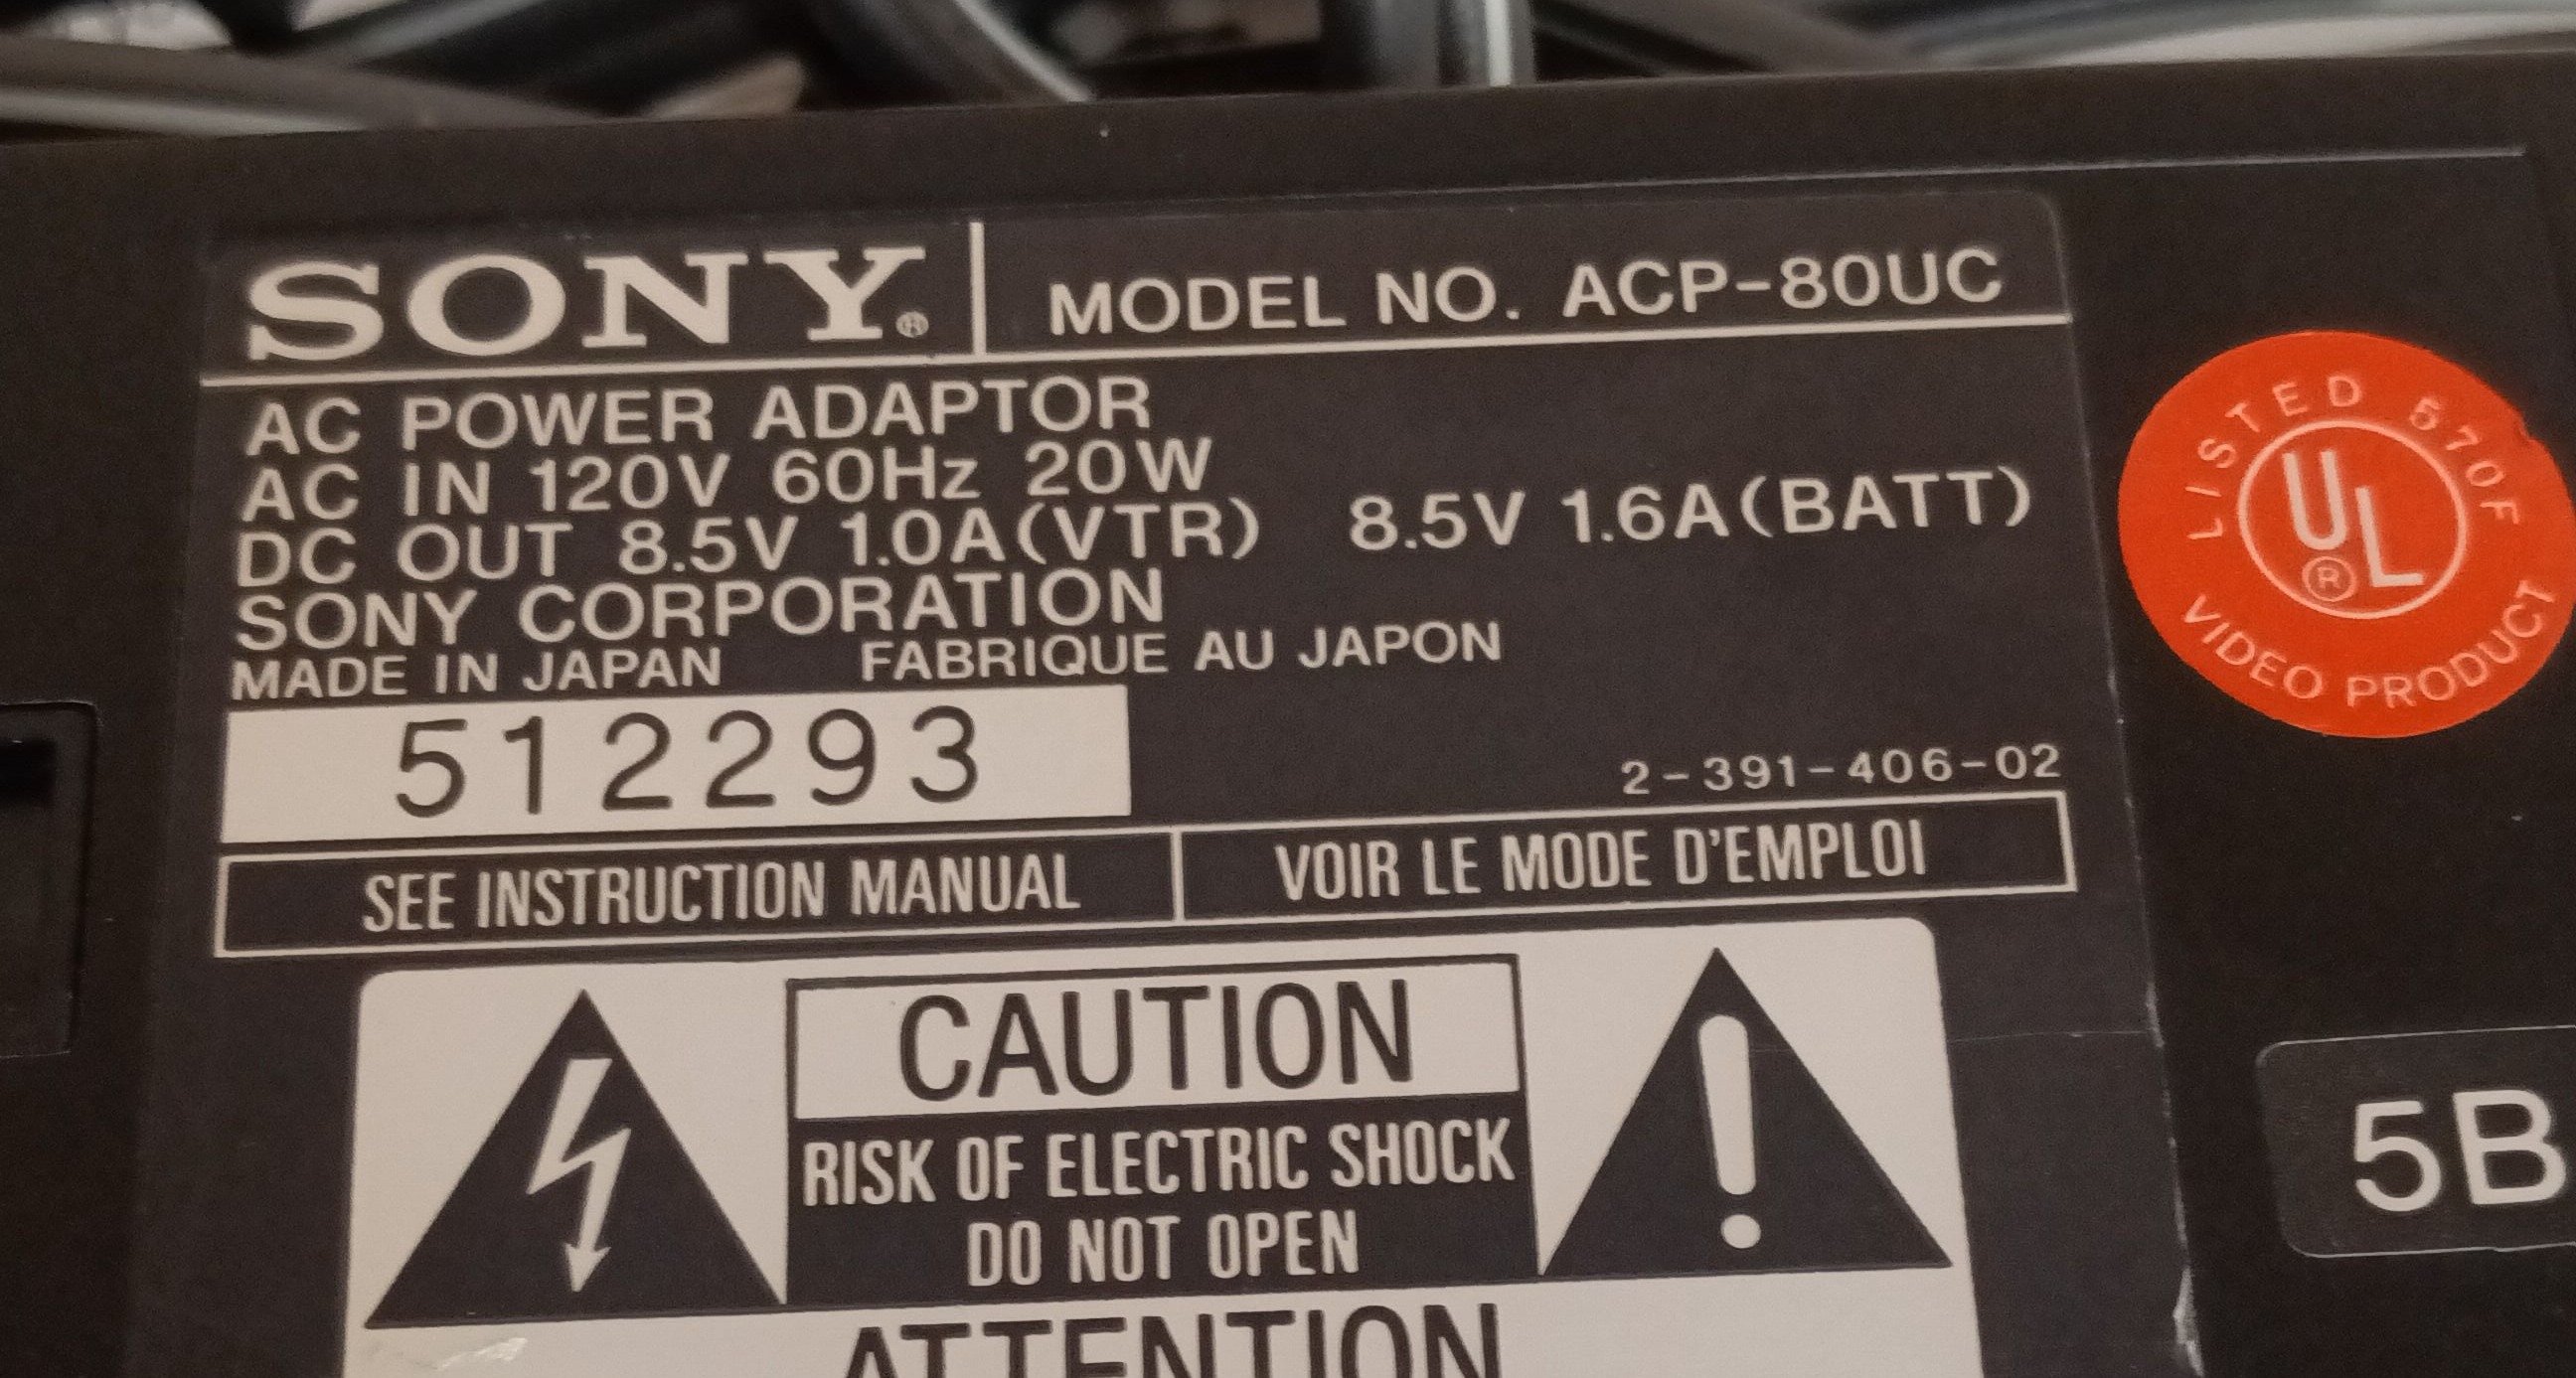 SONY® MODEL NO. ACP-80UC
AC POWER ADAPTOR
AC IN 120V 60Hz 20W
DC OUT 8.5V 1.0A(VTR) 8.5V 1.6A(BATT)
SONY CORPORATION
MADE IN JAPAN FABRIQUE AU JAPON
512293
2-391-406-02
SEE INSTRUCTION MANUAL VOIR LE MODE D'EMPLOI
CAUTION
RISK OF ELECTRIC SHOCK
DO NOT OPEN
ATTENTION
LISTED 570F
UL®
VIDEO PRODUCT
5B